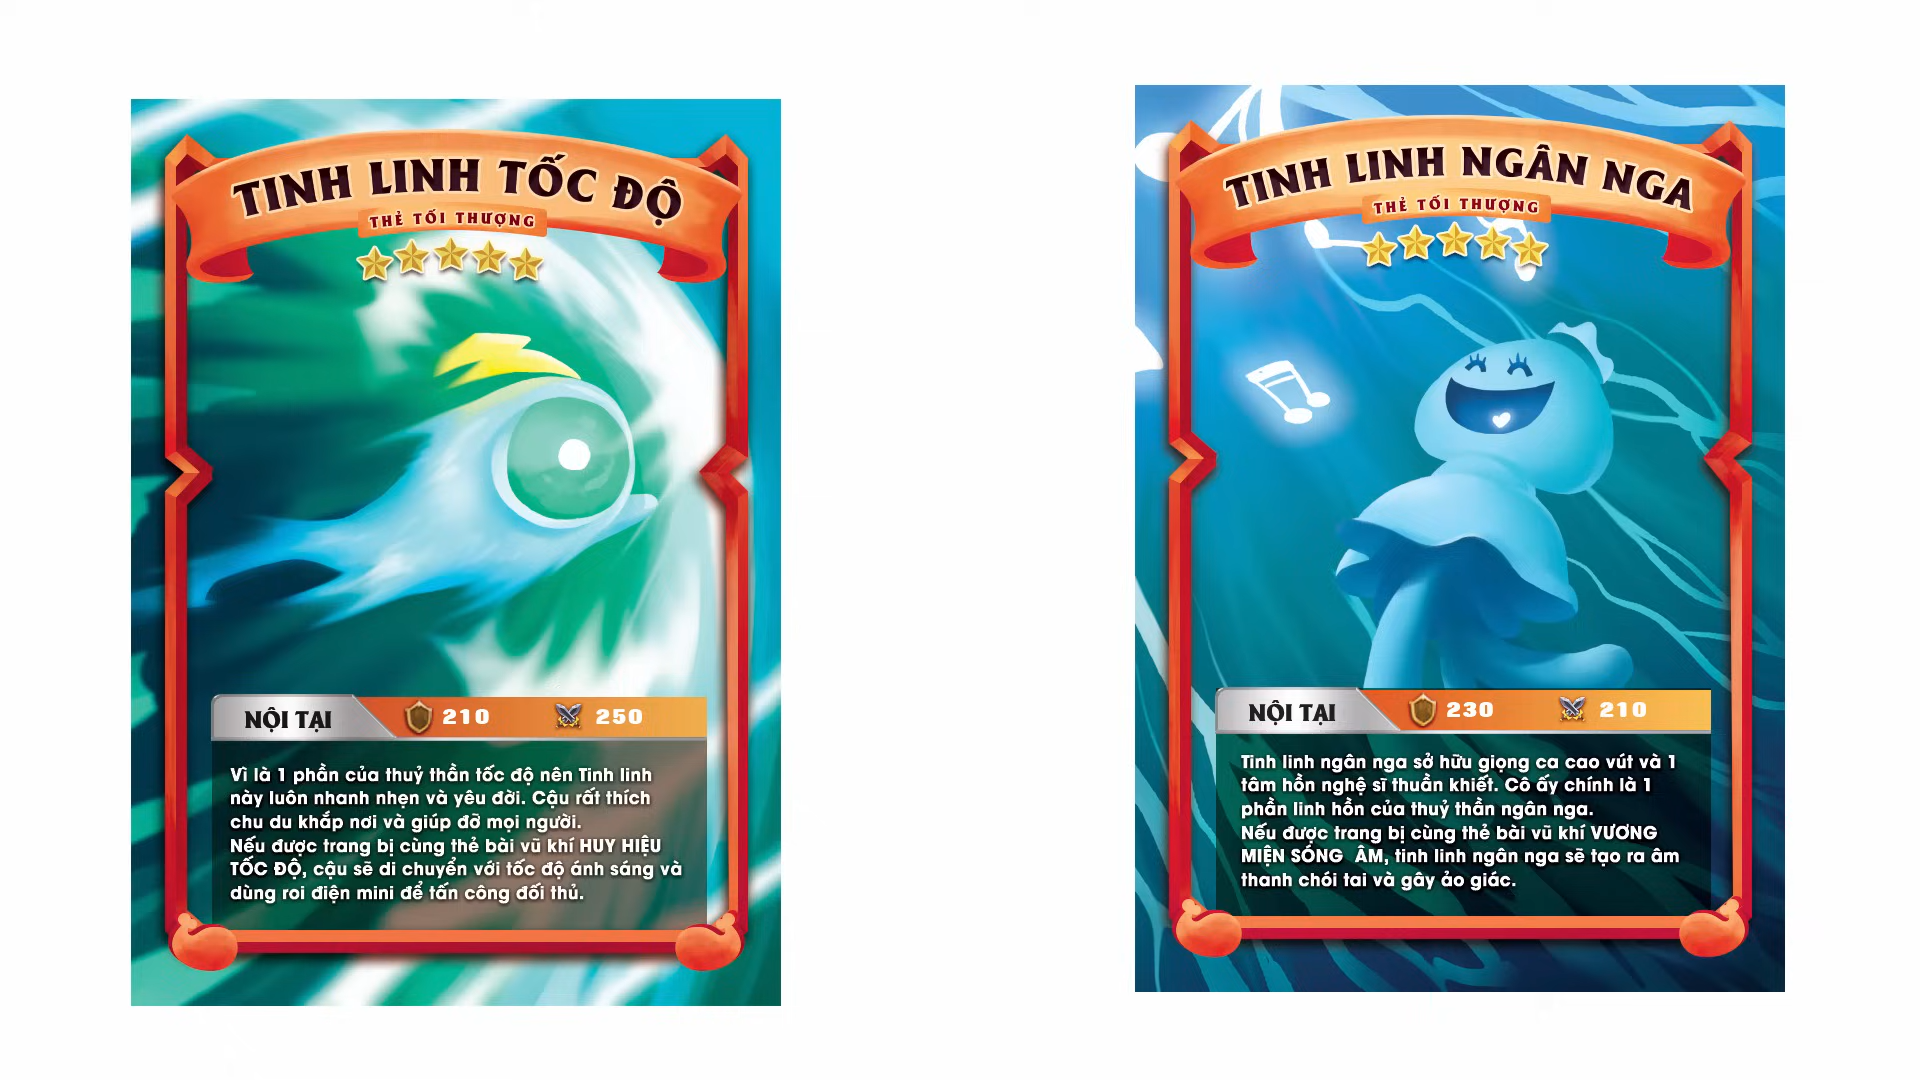 TINH LINH TỐC ĐỘ
THẺ TỐI THƯỢNG
NỘI TẠI
210
250
Vì là 1 phần của thuỷ thần tốc độ nên Tinh linh
này luôn nhanh nhẹn và yêu đời. Cậu rất thích
chu du khắp nơi và giúp đỡ mọi người.
Nếu được trang bị cùng thẻ bài vũ khí HUY HIỆU
TỐC ĐỘ, cậu sẽ di chuyển với tốc độ ánh sáng và
dùng roi điện mini để tấn công đối thủ.
TINH LINH NGÂN NGA
THẺ TỐI THƯỢNG
NỘI TẠI
230
210
Tinh linh ngân nga sở hữu giọng ca cao vút và 1
tâm hồn nghệ sĩ thuần khiết. Cô ấy chính là 1
phần linh hồn của thuỷ thần ngân nga.
Nếu được trang bị cùng thẻ bài vũ khí VƯƠNG
MIỆN SÓNG ÂM, tinh linh ngân nga sẽ tạo ra âm
thanh chói tai và gây ảo giác.